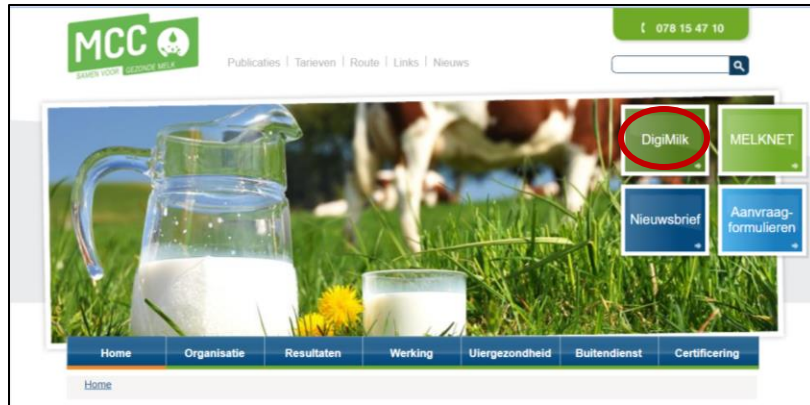 MCC
SAMEN VOOR GEZONDE MELK
078 15 47 10
Publicaties | Tarieven | Route | Links | Nieuws
DigiMilk
MELKNET
Nieuwsbrief
Aanvraag-
formulieren
Home Organisatie Resultaten Werking Uiergezondheid Buitendienst Certificering
Home